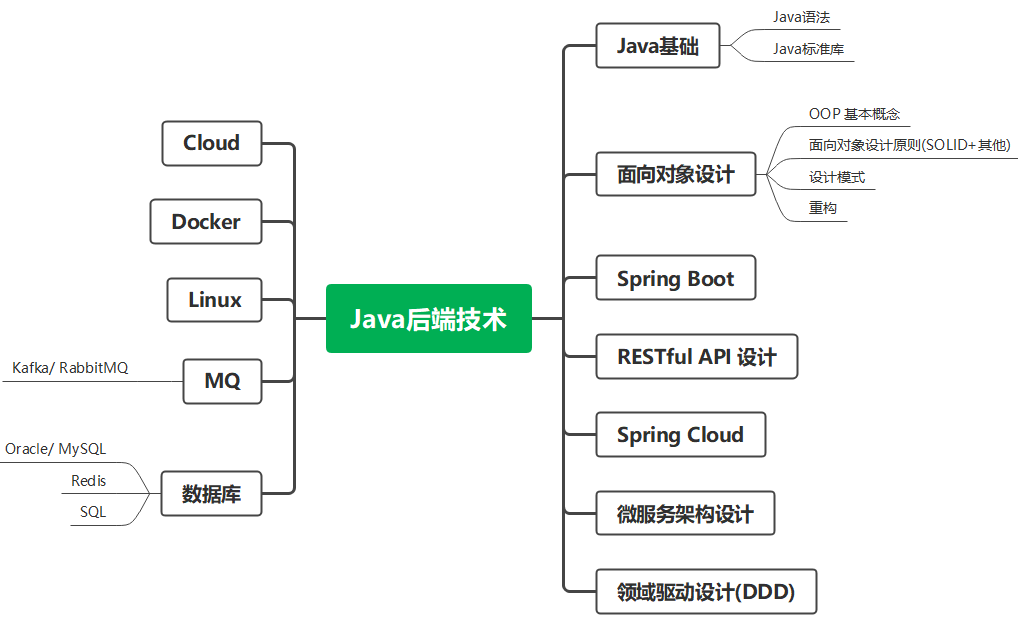 Java后端技术
Java基础
Java语法
Java标准库
面向对象设计
OOP 基本概念
面向对象设计原则(SOLID+其他)
设计模式
重构
Spring Boot
RESTful API 设计
Spring Cloud
微服务架构设计
领域驱动设计(DDD)
Cloud
Docker
Linux
MQ
Kafka/ RabbitMQ
数据库
Oracle/ MySQL
Redis
SQL